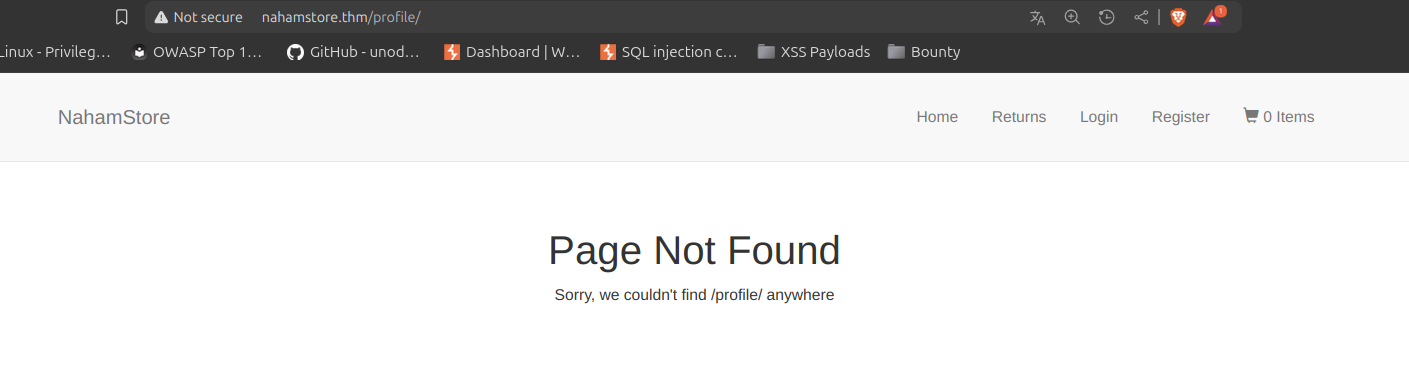 Not secure nahamstore.thm/profile/ 1
Linux - Privileg... OWASP Top 1... GitHub - unod... Dashboard | W... SQL injection c... XSS Payloads Bounty
NahamStore Home Returns Login Register 0 Items
Page Not Found
Sorry, we couldn't find /profile/ anywhere